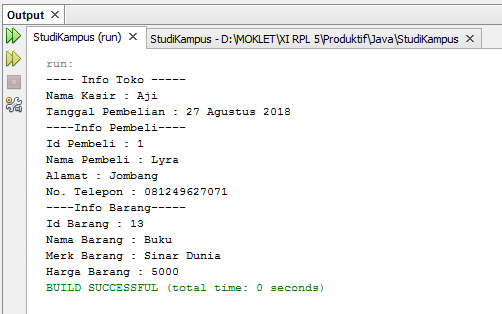 Output
StudiKampus (run) StudiKampus - D:\MOKLET\XI RPL 5\Produktif\Java\StudiKampus
run:
---- Info Toko -----
Nama Kasir : Aji
Tanggal Pembelian : 27 Agustus 2018
----Info Pembeli----
Id Pembeli : 1
Nama Pembeli : Lyra
Alamat : Jombang
No. Telepon : 081249627071
----Info Barang-----
Id Barang : 13
Nama Barang : Buku
Merk Barang : Sinar Dunia
Harga Barang : 5000
BUILD SUCCESSFUL (total time: 0 seconds)